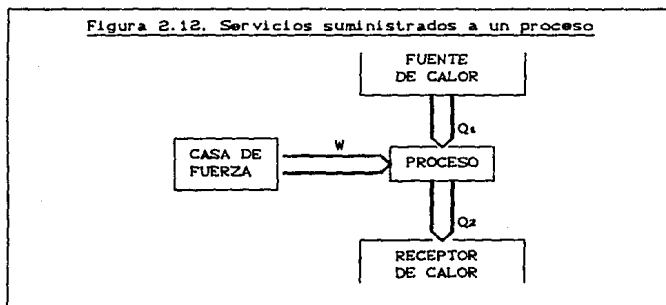 Figura 2.12. Servicios suministrados a un proceso
FUENTE
DE CALOR
Q1
W
CASA DE
FUERZA
PROCESO
Q2
RECEPTOR
DE CALOR